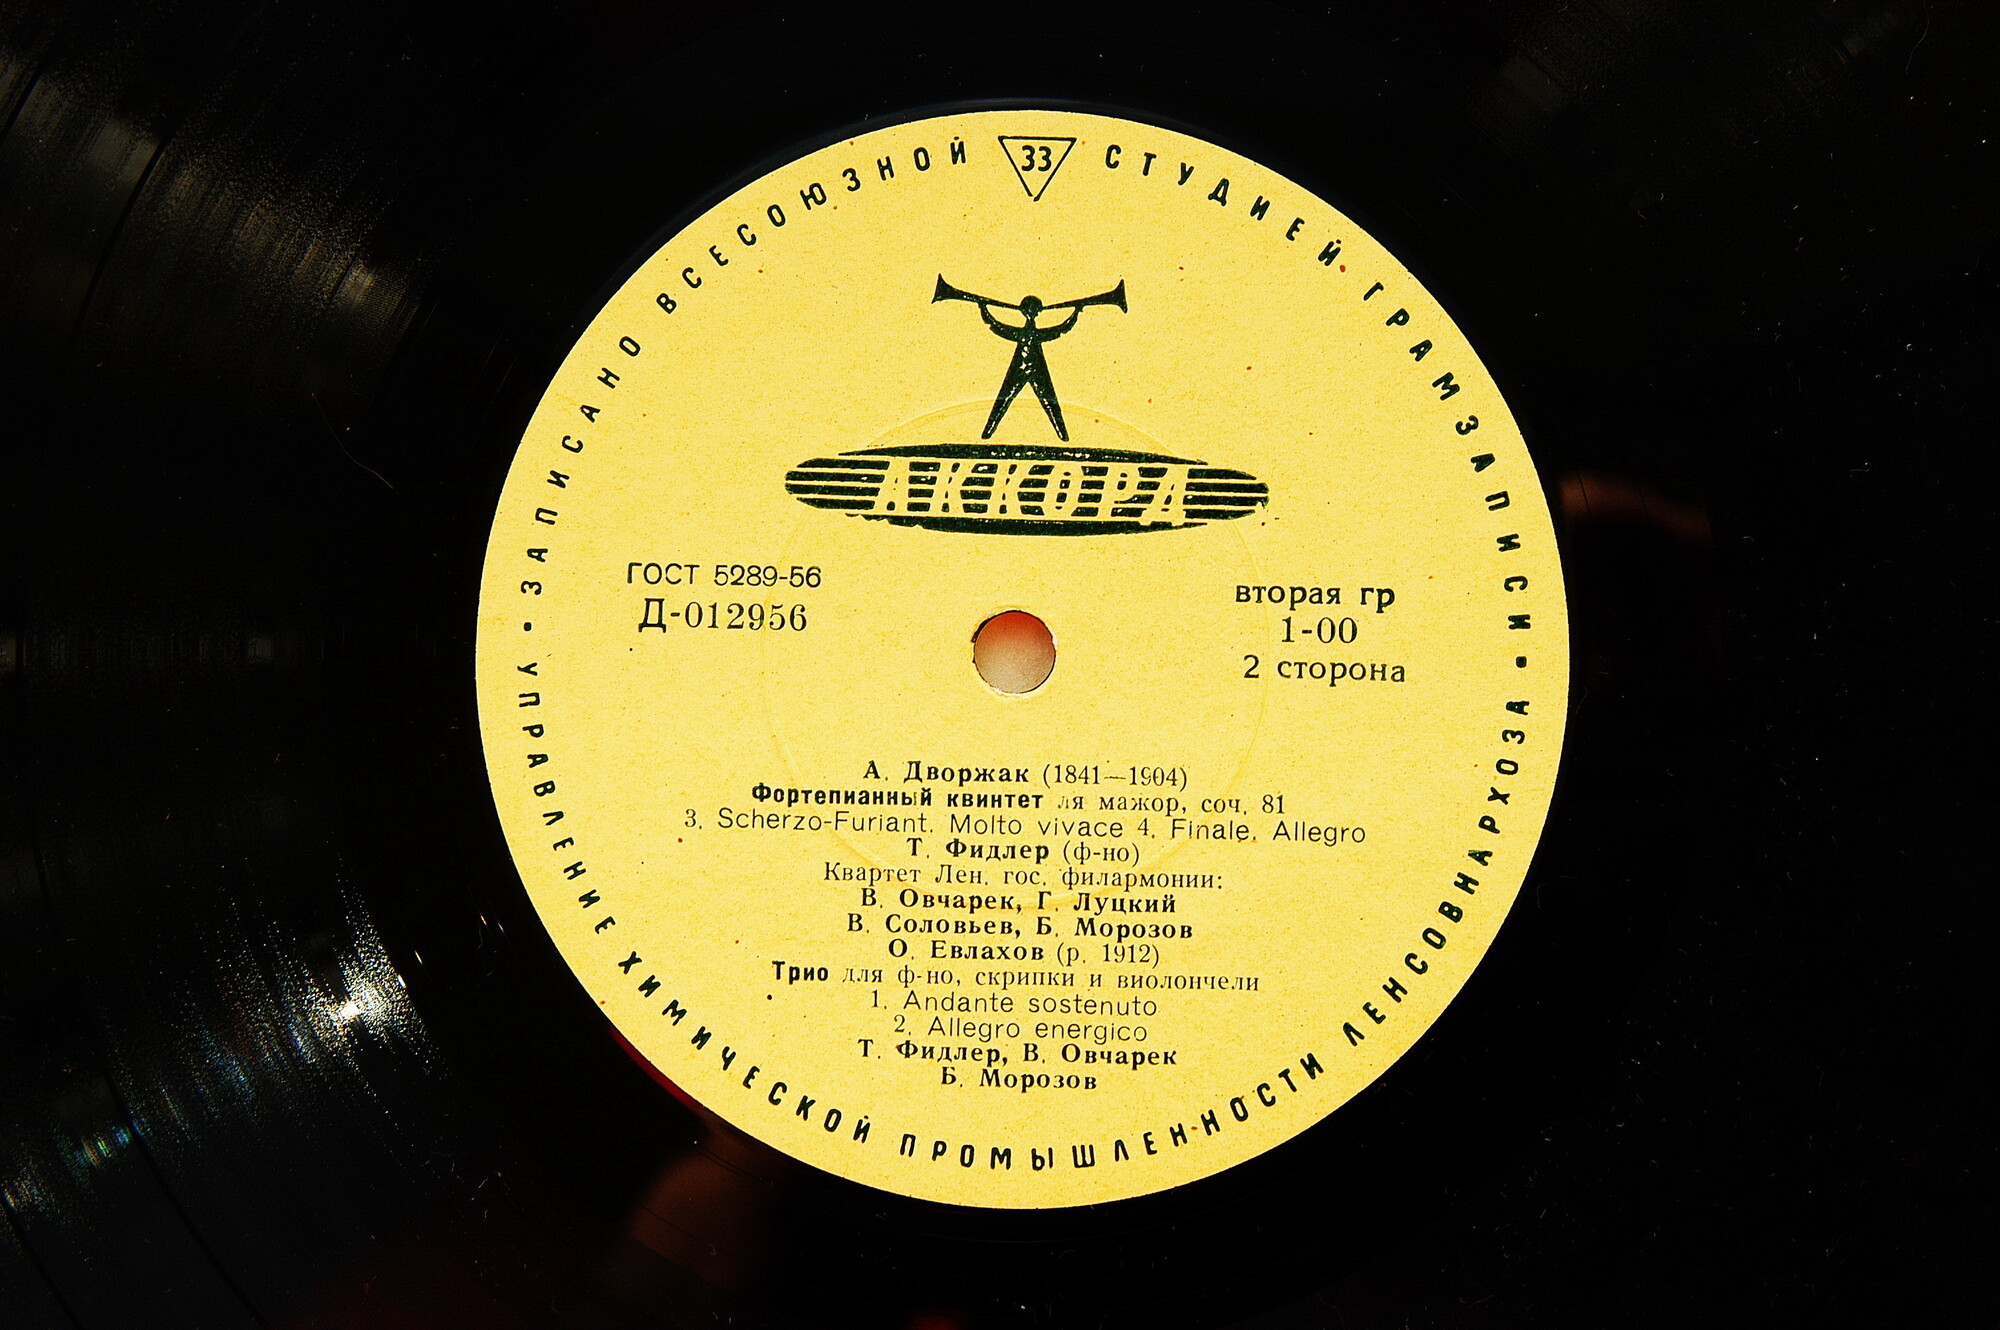 ЗАПИСАНО ВСЕСОЮЗНОЙ СТУДИЕЙ ГРАМЗАПИСИ •
33
АККОРД
ГОСТ 5289-56
Д-012956
вторая гр
1-00
2 сторона
А. Дворжак (1841—1904)
Фортепианный квинтет ля мажор, соч. 81
3. Scherzo-Furiant. Molto vivace 4. Finale. Allegro
Т. Фидлер (ф-но)
Квартет Лен. гос. филармонии:
В. Овчарек, Г. Луцкий
В. Соловьев, Б. Морозов
О. Евлахов (р. 1912)
Трио для ф-но, скрипки и виолончели
1. Andante sostenuto
2. Allegro energico
Т. Фидлер, В. Овчарек
Б. Морозов
УПРАВЛЕНИЕ ХИМИЧЕСКОЙ ПРОМЫШЛЕННОСТИ ЛЕНСОВНАРХОЗА •